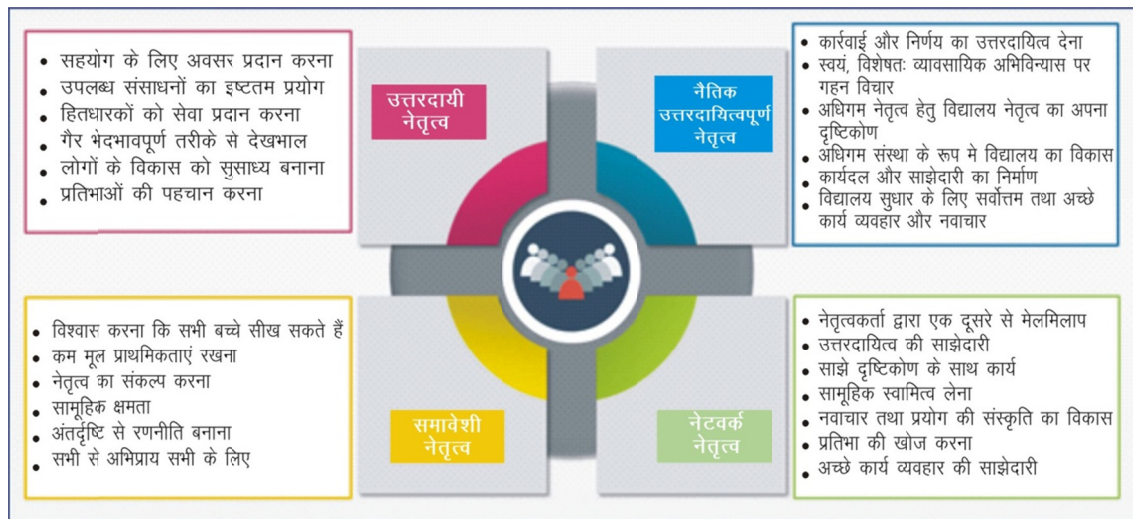 सहयोग के लिए अवसर प्रदान करना
उपलब्ध संसाधनों का इष्टतम प्रयोग
हितधारकों को सेवा प्रदान करना
गैर भेदभावपूर्ण तरीके से देखभाल
लोगों के विकास को सुसाध्य बनाना
प्रतिभाओं की पहचान करना
उत्तरदायी
नेतृत्व
नैतिक
उत्तरदायित्वपूर्ण
नेतृत्व
कार्रवाई और निर्णय का उत्तरदायित्व देना
स्वयं, विशेषतः व्यावसायिक अभिविन्यास पर
गहन विचार
अधिगम नेतृत्व हेतु विद्यालय नेतृत्व का अपना
दृष्टिकोण
अधिगम संस्था के रूप मे विद्यालय का विकास
कार्यदल और साझेदारी का निर्माण
विद्यालय सुधार के लिए सर्वोत्तम तथा अच्छे
कार्य व्यवहार और नवाचार
विश्वास करना कि सभी बच्चे सीख सकते हैं
कम मूल प्राथमिकताएं रखना
नेतृत्व का संकल्प करना
सामूहिक क्षमता
अंतर्दृष्टि से रणनीति बनाना
सभी से अभिप्राय सभी के लिए
समावेशी
नेतृत्व
नेटवर्क
नेतृत्व
नेतृत्वकर्ता द्वारा एक दूसरे से मेलमिलाप
उत्तरदायित्व की साझेदारी
साझे दृष्टिकोण के साथ कार्य
सामूहिक स्वामित्व लेना
नवाचार तथा प्रयोग की संस्कृति का विकास
प्रतिभा की खोज करना
अच्छे कार्य व्यवहार की साझेदारी